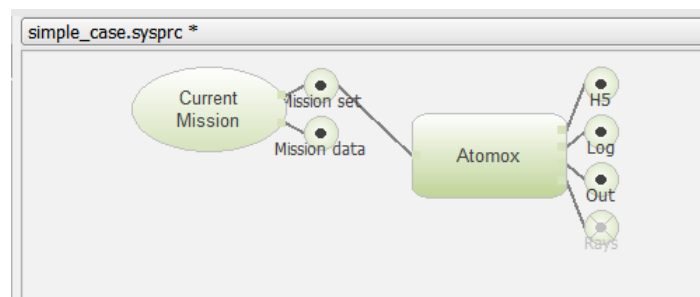 simple_case.sysprc *
Current
Mission
Mission set
Mission data
Atomox
H5
Log
Out
Rays